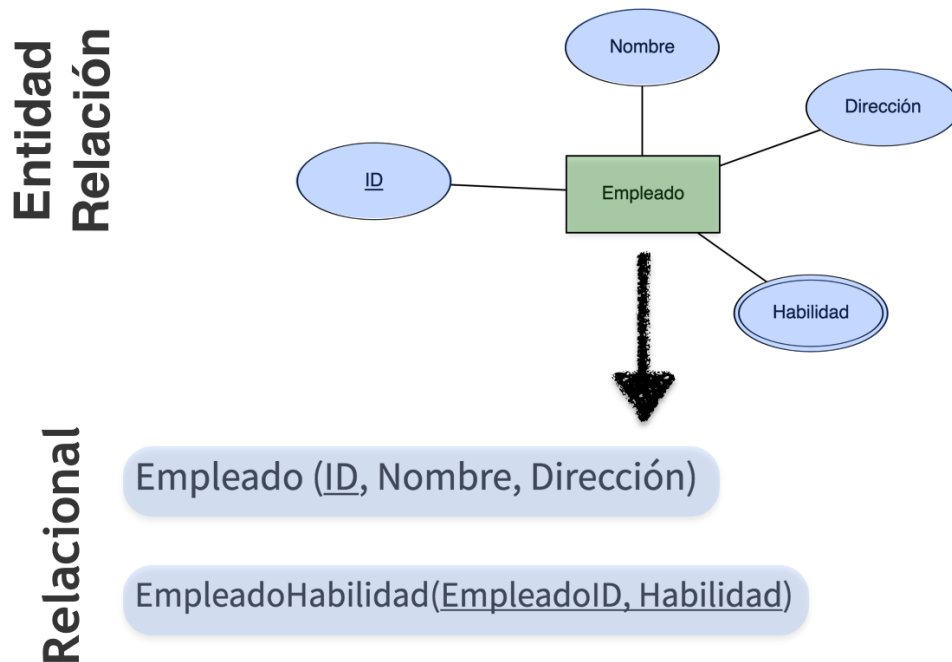 Entidad
Relación
Nombre
Dirección
ID
Empleado
Habilidad
Relacional
Empleado (ID, Nombre, Dirección)
EmpleadoHabilidad(EmpleadoID, Habilidad)